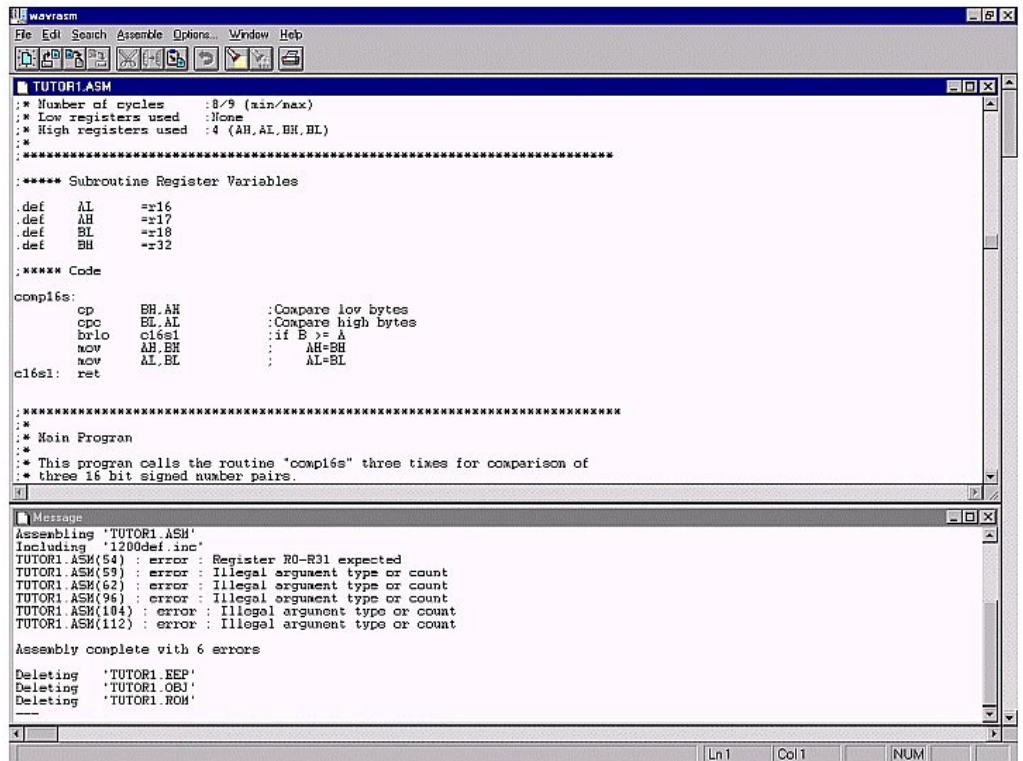 wavrasm
File Edit Search Assemble Options... Window Help
TUTOR1.ASM
;* Number of cycles :8/9 (min/max)
;* Low registers used :None
;* High registers used :4 (AH,AL,BH,BL)
;*
;***************************************************************************
;***** Subroutine Register Variables
.def AL =r16
.def AH =r17
.def BL =r18
.def BH =r32
;***** Code
comp16s:
cp BH,AH ;Compare low bytes
cpc BL,AL ;Compare high bytes
brlo c16s1 ;if B >= A
mov AH,BH ; AH=BH
mov AL,BL ; AL=BL
c16s1: ret
;****************************************************************************
;*
;* Main Program
;*
;* This program calls the routine "comp16s" three times for comparison of
;* three 16 bit signed number pairs.
Message
Assembling 'TUTOR1.ASM'
Including '1200def.inc'
TUTOR1.ASM(54) : error : Register R0-R31 expected
TUTOR1.ASM(59) : error : Illegal argument type or count
TUTOR1.ASM(62) : error : Illegal argument type or count
TUTOR1.ASM(96) : error : Illegal argument type or count
TUTOR1.ASM(104) : error : Illegal argument type or count
TUTOR1.ASM(112) : error : Illegal argument type or count
Assembly complete with 6 errors
Deleting 'TUTOR1.EEP'
Deleting 'TUTOR1.OBJ'
Deleting 'TUTOR1.ROM'
---
Ln 1 Col 1 NUM